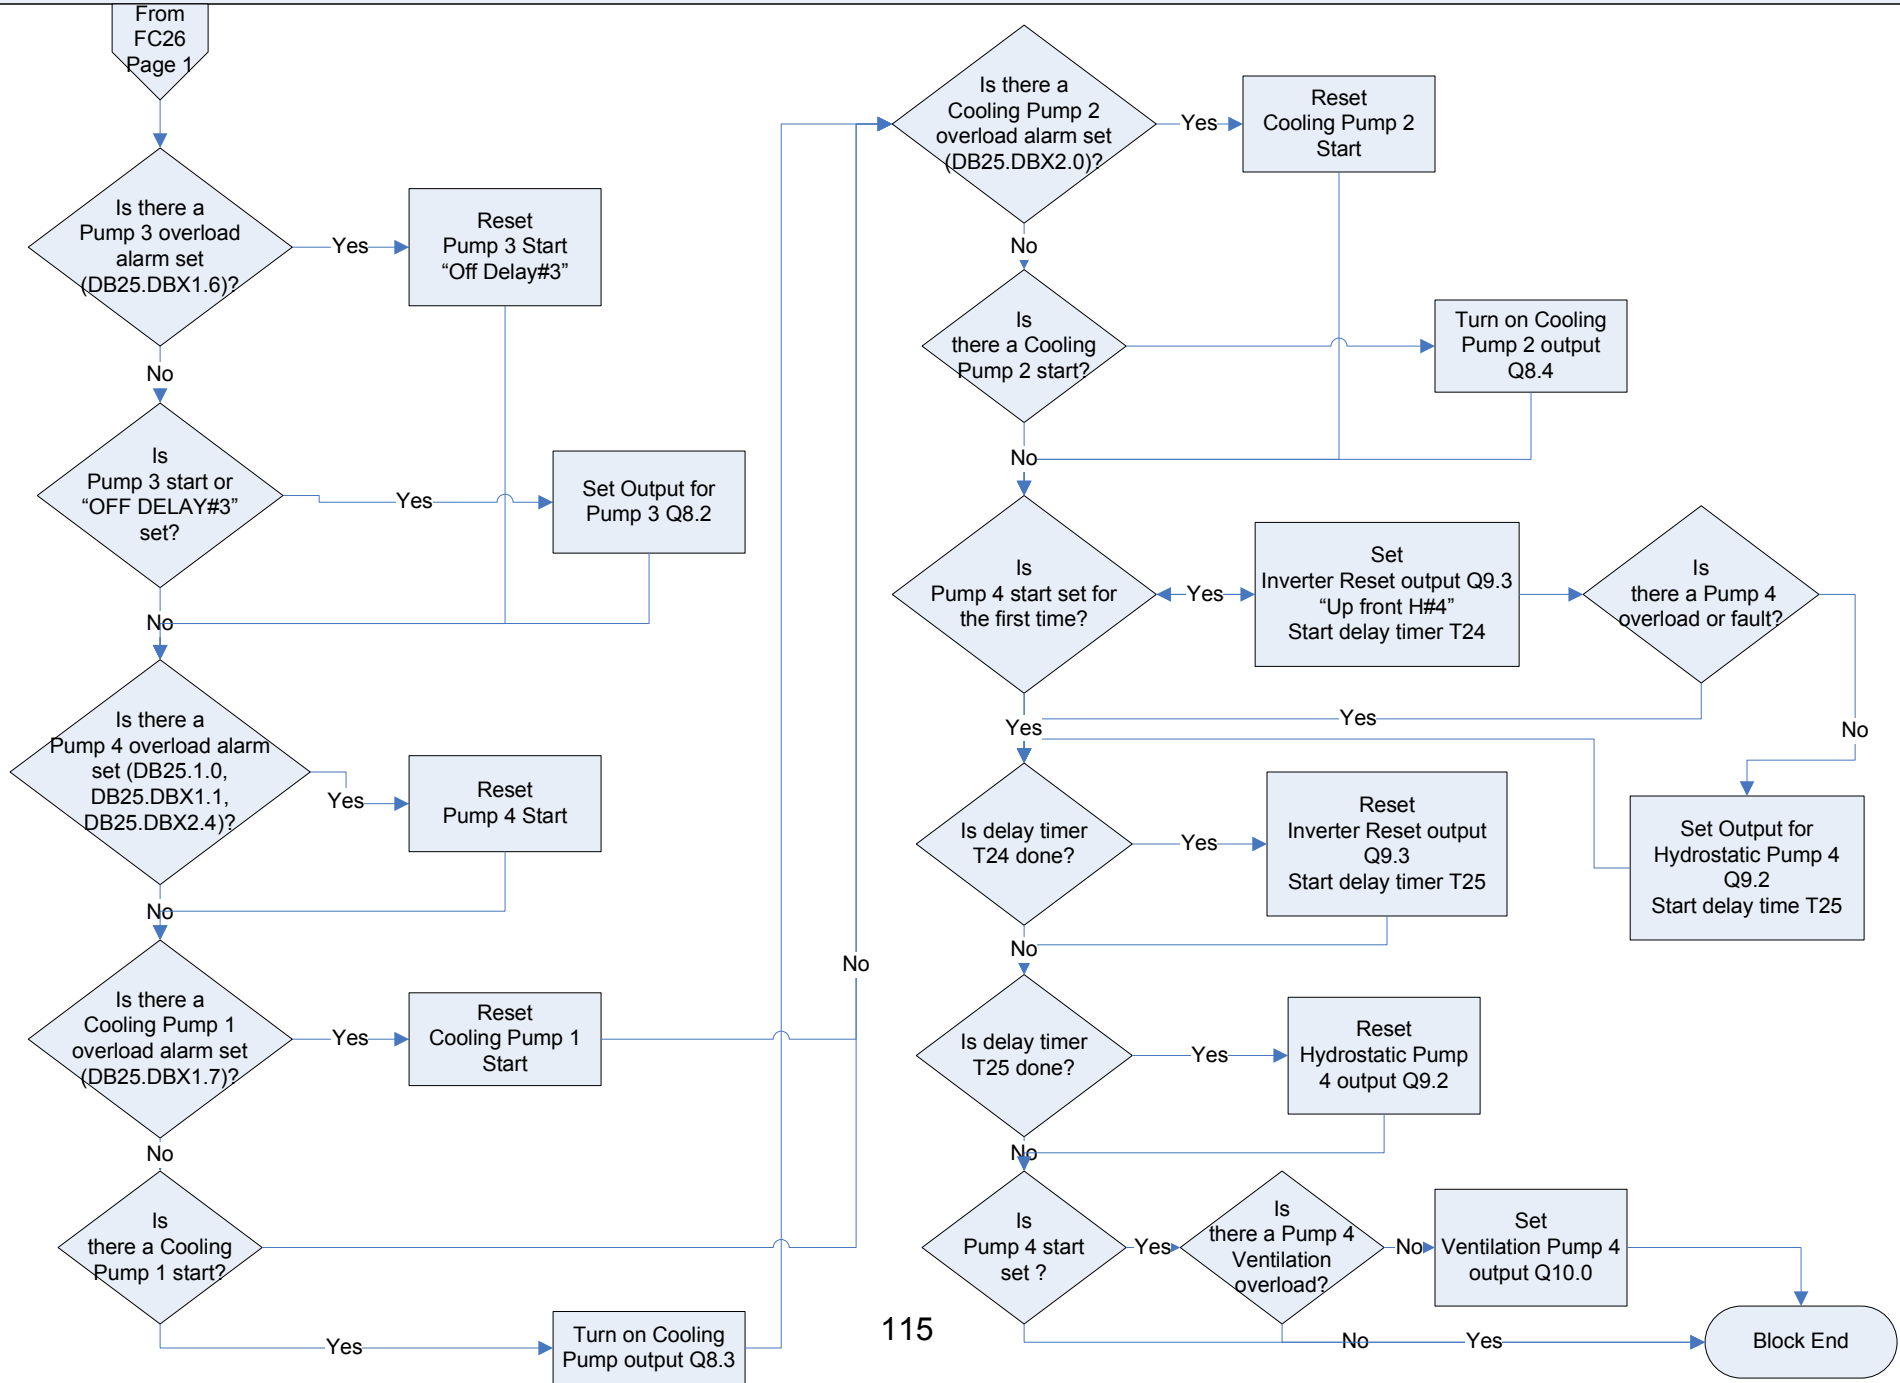 From
FC26
Page 1
Is there a
Pump 3 overload
alarm set
(DB25.DBX1.6)?
Yes
Reset
Pump 3 Start
“Off Delay#3”
No
Is
Pump 3 start or
“OFF DELAY#3”
set?
Yes
Set Output for
Pump 3 Q8.2
No
Is there a
Pump 4 overload alarm
set (DB25.1.0,
DB25.DBX1.1,
DB25.DBX2.4)?
Yes
Reset
Pump 4 Start
No
Is there a
Cooling Pump 1
overload alarm set
(DB25.DBX1.7)?
Yes
Reset
Cooling Pump 1
Start
No
Is
there a Cooling
Pump 1 start?
No
Yes
Turn on Cooling
Pump output Q8.3
Is there a
Cooling Pump 2
overload alarm set
(DB25.DBX2.0)?
Yes
Reset
Cooling Pump 2
Start
No
Is
there a Cooling
Pump 2 start?
Turn on Cooling
Pump 2 output
Q8.4
No
Is
Pump 4 start set for
the first time?
Yes
Set
Inverter Reset output Q9.3
“Up front H#4”
Start delay timer T24
Is
there a Pump 4
overload or fault?
Yes
No
Yes
Set Output for
Hydrostatic Pump 4
Q9.2
Start delay time T25
Is delay timer
T24 done?
Yes
Reset
Inverter Reset output
Q9.3
Start delay timer T25
No
Is delay timer
T25 done?
Yes
Reset
Hydrostatic Pump
4 output Q9.2
No
Is
Pump 4 start
set ?
Yes
Is
there a Pump 4
Ventilation
overload?
No
Set
Ventilation Pump 4
output Q10.0
No
Yes
Block End
115